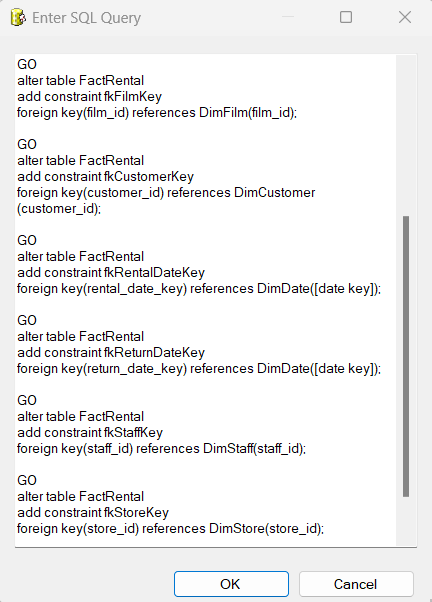 Enter SQL Query
GO
alter table FactRental
add constraint fkFilmKey
foreign key(film_id) references DimFilm(film_id);
GO
alter table FactRental
add constraint fkCustomerKey
foreign key(customer_id) references DimCustomer
(customer_id);
GO
alter table FactRental
add constraint fkRentalDateKey
foreign key(rental_date_key) references DimDate([date key]);
GO
alter table FactRental
add constraint fkReturnDateKey
foreign key(return_date_key) references DimDate([date key]);
GO
alter table FactRental
add constraint fkStaffKey
foreign key(staff_id) references DimStaff(staff_id);
GO
alter table FactRental
add constraint fkStoreKey
foreign key(store_id) references DimStore(store_id);
OK
Cancel